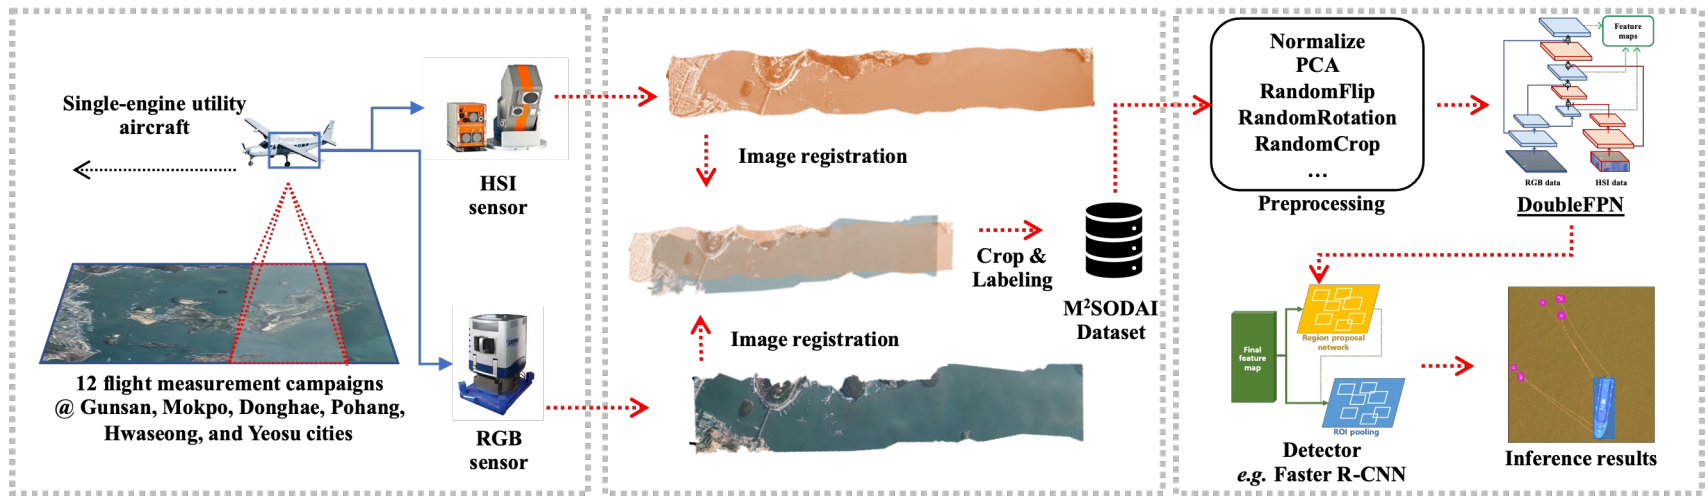 Single-engine utility
aircraft
HSI
sensor
12 flight measurement campaigns
@ Gunsan, Mokpo, Donghae, Pohang,
Hwaseong, and Yeosu cities
RGB
sensor
Image registration
Crop &
Labeling
M²SODAI
Dataset
Image registration
Normalize
PCA
RandomFlip
RandomRotation
RandomCrop
...
Preprocessing
Feature
maps
RGB data
HSI data
DoubleFPN
Final
feature
map
Region proposal
network
ROI pooling
Detector
e.g. Faster R-CNN
Inference results